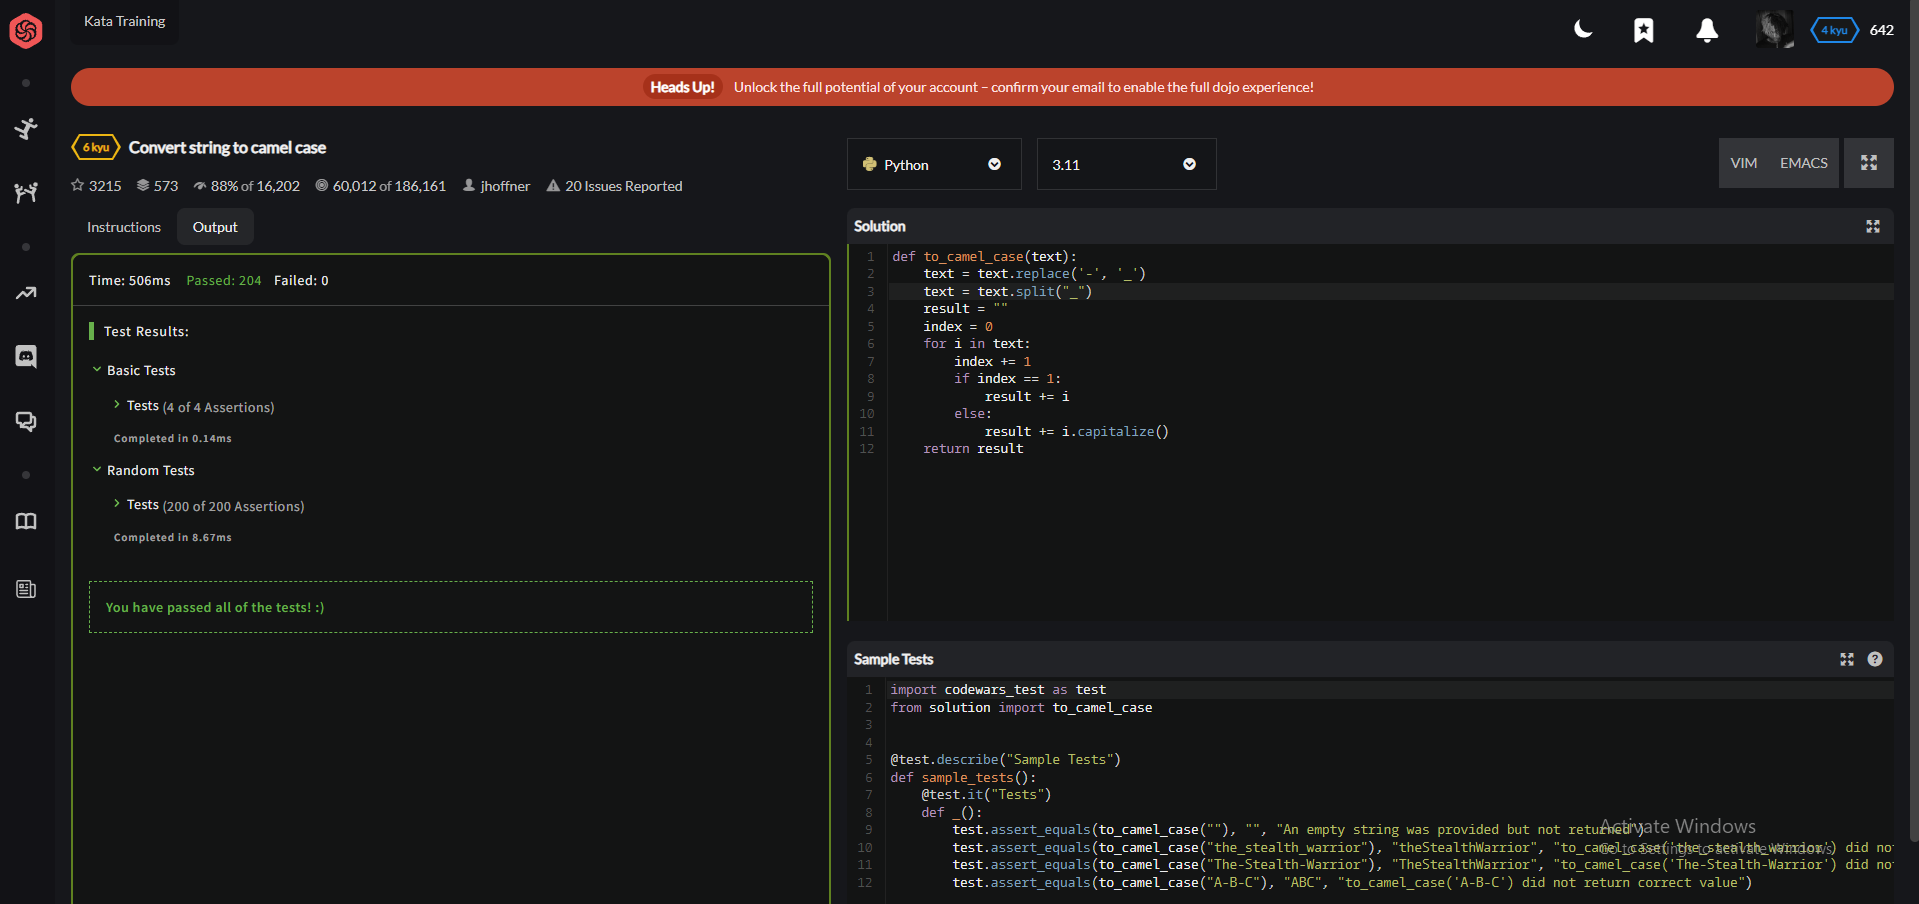 Kata Training
4 kyu 642
Heads Up! Unlock the full potential of your account – confirm your email to enable the full dojo experience!
6 kyu Convert string to camel case
3215 573 88% of 16,202 60,012 of 186,161 jhoffner 20 Issues Reported
Instructions Output
Time: 506ms Passed: 204 Failed: 0
Test Results:
Basic Tests
Tests (4 of 4 Assertions)
Completed in 0.14ms
Random Tests
Tests (200 of 200 Assertions)
Completed in 8.67ms
You have passed all of the tests! :)
Python 3.11 VIM EMACS
Solution
1 def to_camel_case(text):
2     text = text.replace('-', '_')
3     text = text.split("_")
4     result = ""
5     index = 0
6     for i in text:
7         index += 1
8         if index == 1:
9             result += i
10         else:
11             result += i.capitalize()
12     return result
Sample Tests
1 import codewars_test as test
2 from solution import to_camel_case
3
4
5 @test.describe("Sample Tests")
6 def sample_tests():
7     @test.it("Tests")
8     def _():
9         test.assert_equals(to_camel_case(""), "", "An empty string was provided but not returned")
10         test.assert_equals(to_camel_case("the_stealth_warrior"), "theStealthWarrior", "to_camel_case('the_stealth_warrior') did no
11         test.assert_equals(to_camel_case("The-Stealth-Warrior"), "TheStealthWarrior", "to_camel_case('The-Stealth-Warrior') did no
12         test.assert_equals(to_camel_case("A-B-C"), "ABC", "to_camel_case('A-B-C') did not return correct value")
Activate Windows
Go to Settings to activate Windows.